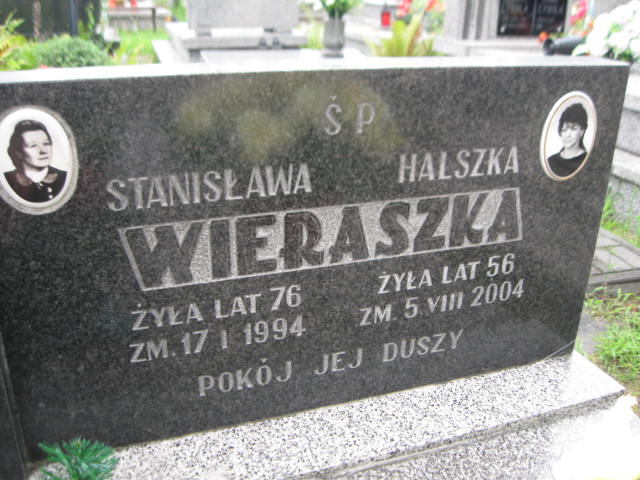 Ś P
STANISŁAWA HALSZKA
WIERASZKA
ŻYŁA LAT 76 ŻYŁA LAT 56
ZM. 17 I 1994 ZM. 5 VIII 2004
POKÓJ JEJ DUSZY